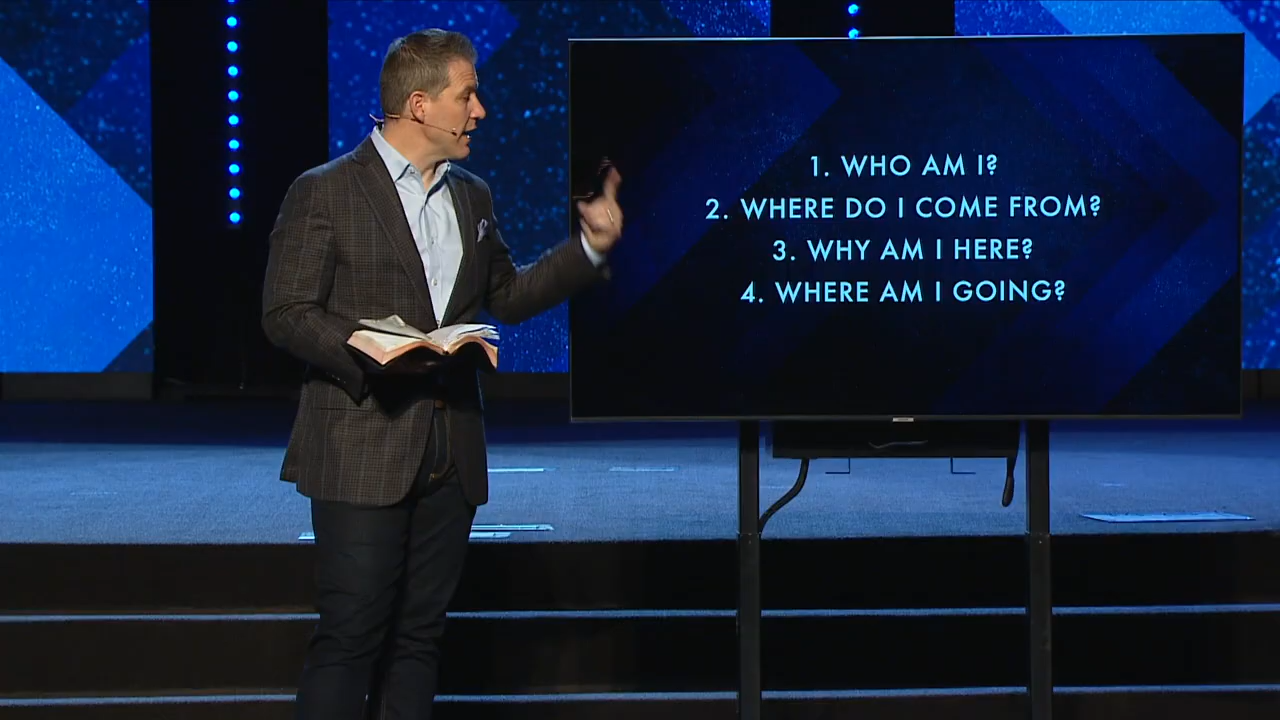 1. WHO AM I?
2. WHERE DO I COME FROM?
3. WHY AM I HERE?
4. WHERE AM I GOING?